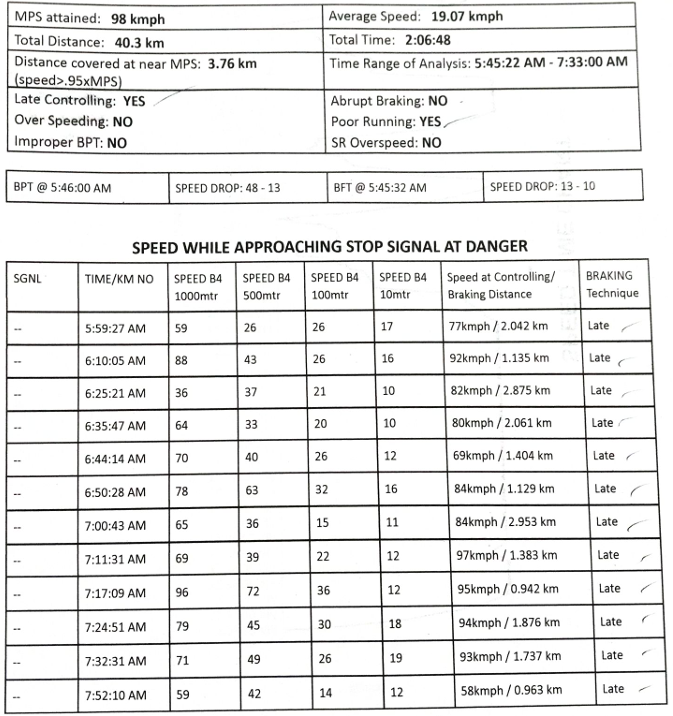 MPS attained: 98 kmph
Average Speed: 19.07 kmph
Total Distance: 40.3 km
Total Time: 2:06:48
Distance covered at near MPS: 3.76 km
(speed>.95xMPS)
Time Range of Analysis: 5:45:22 AM - 7:33:00 AM
Late Controlling: YES
Over Speeding: NO
Improper BPT: NO
Abrupt Braking: NO
Poor Running: YES
SR Overspeed: NO
BPT @ 5:46:00 AM SPEED DROP: 48 - 13 BFT @ 5:45:32 AM SPEED DROP: 13 - 10
SPEED WHILE APPROACHING STOP SIGNAL AT DANGER
SGNL TIME/KM NO SPEED B4 1000mtr SPEED B4 500mtr SPEED B4 100mtr SPEED B4 10mtr Speed at Controlling/ Braking Distance BRAKING Technique
-- 5:59:27 AM 59 26 26 17 77kmph / 2.042 km Late
-- 6:10:05 AM 88 43 26 16 92kmph / 1.135 km Late
-- 6:25:21 AM 36 37 21 10 82kmph / 2.875 km Late
-- 6:35:47 AM 64 33 20 10 80kmph / 2.061 km Late
-- 6:44:14 AM 70 40 26 12 69kmph / 1.404 km Late
-- 6:50:28 AM 78 63 32 16 84kmph / 1.129 km Late
-- 7:00:43 AM 65 36 15 11 84kmph / 2.953 km Late
-- 7:11:31 AM 69 39 22 12 97kmph / 1.383 km Late
-- 7:17:09 AM 96 72 36 12 95kmph / 0.942 km Late
-- 7:24:51 AM 79 45 30 18 94kmph / 1.876 km Late
-- 7:32:31 AM 71 49 26 19 93kmph / 1.737 km Late
-- 7:52:10 AM 59 42 14 12 58kmph / 0.963 km Late